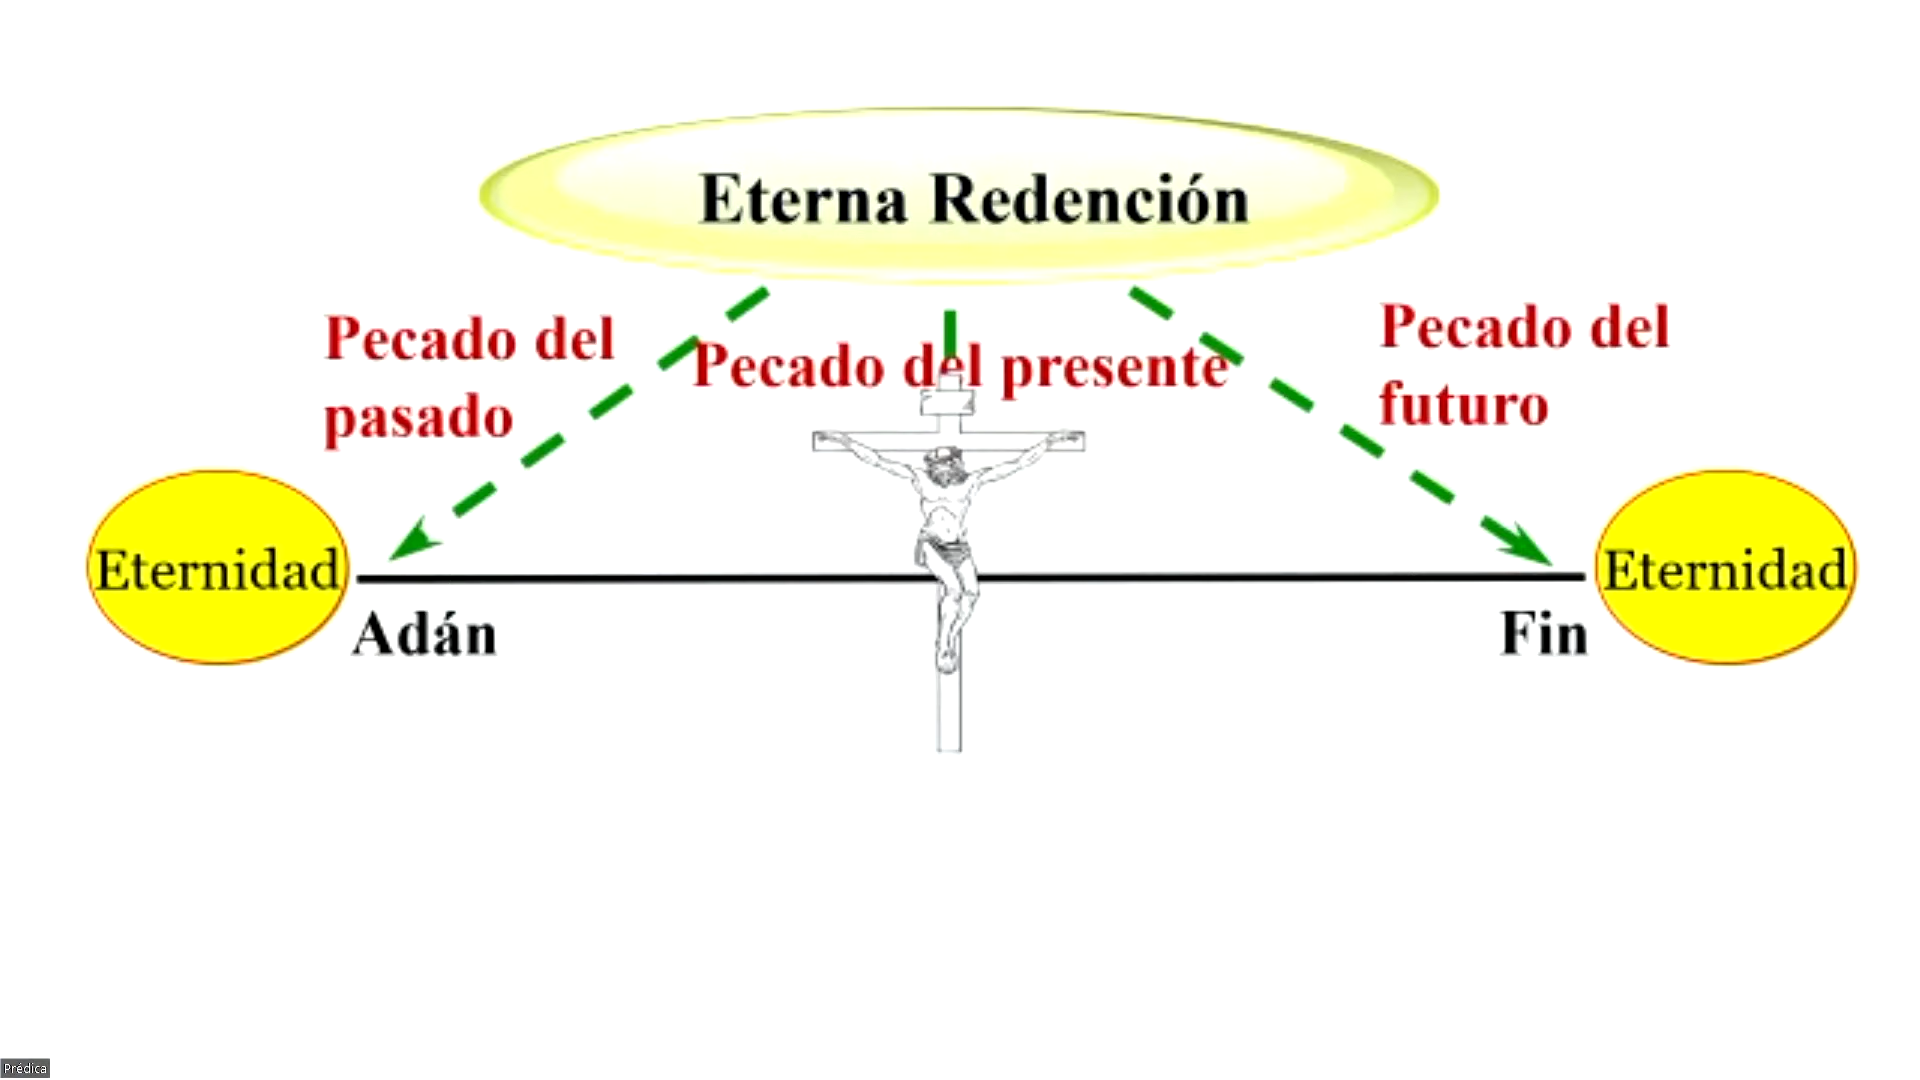 Eterna Redención
Pecado del
pasado
Pecado del presente
Pecado del
futuro
Eternidad
Eternidad
Adán
Fin
Prédica